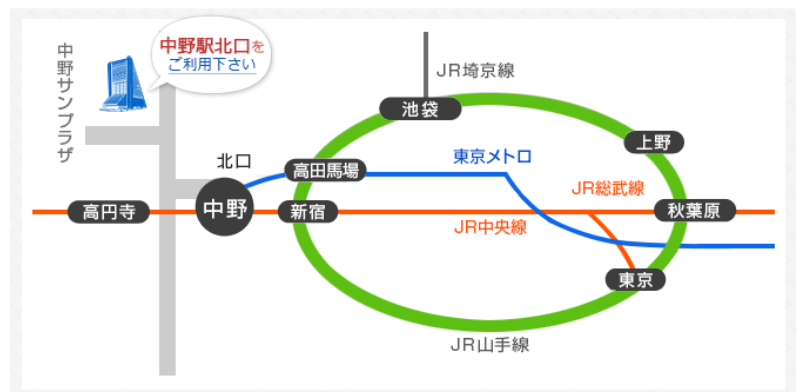 中野サンプラザ
中野駅北口を
ご利用下さい
JR埼京線
池袋
上野
北口
高田馬場
東京メトロ
JR総武線
高円寺
中野
新宿
秋葉原
JR中央線
東京
JR山手線